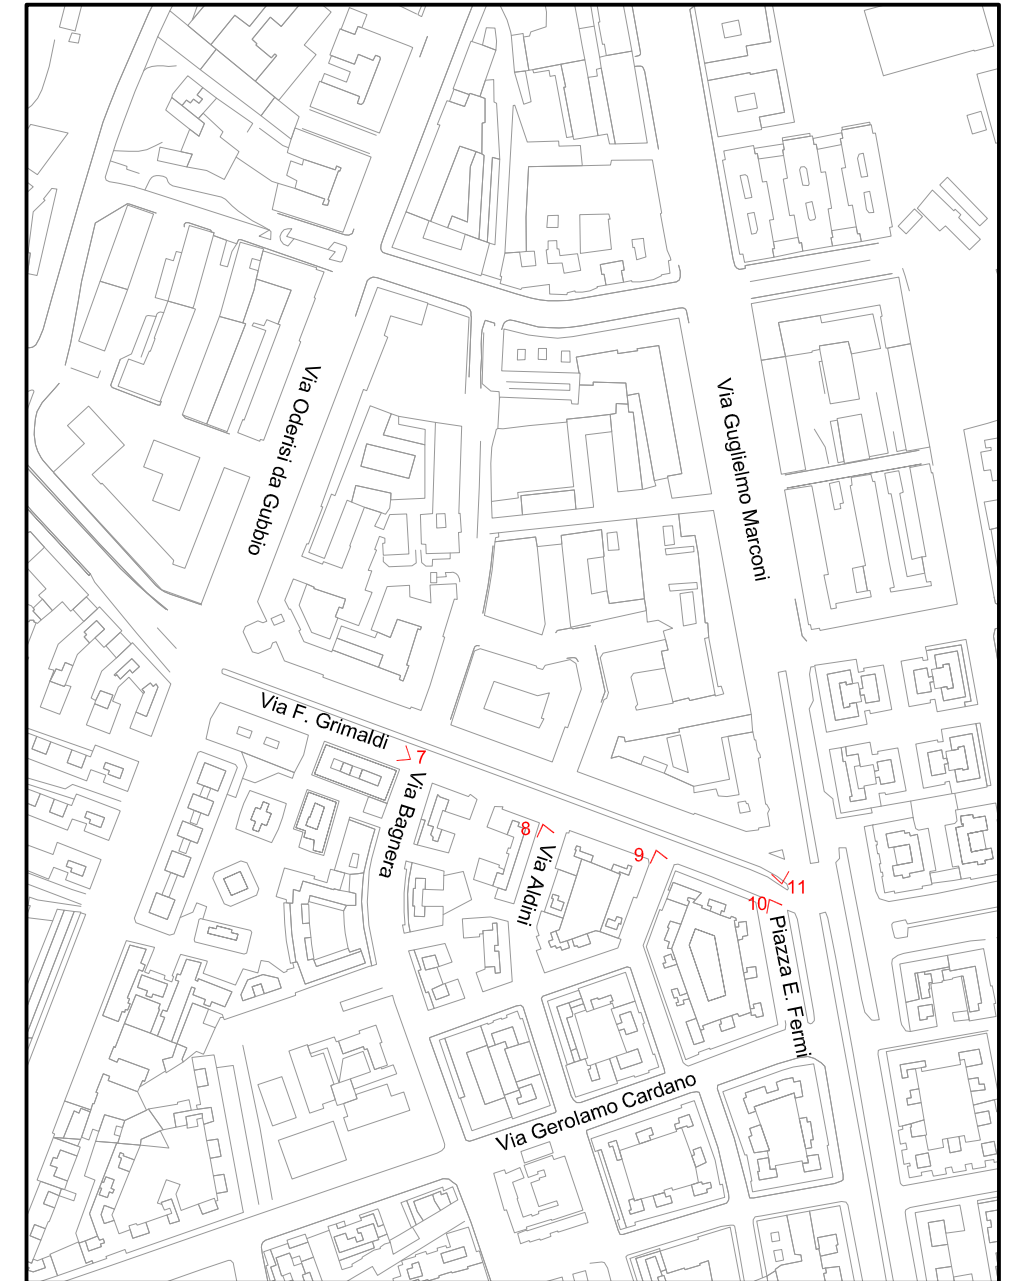 Via Oderisi da Gubbio
Via Guglielmo Marconi
Via F. Grimaldi
7
Via Bagnera
8
Via Aldini
9
11
10
Piazza E. Fermi
Via Gerolamo Cardano